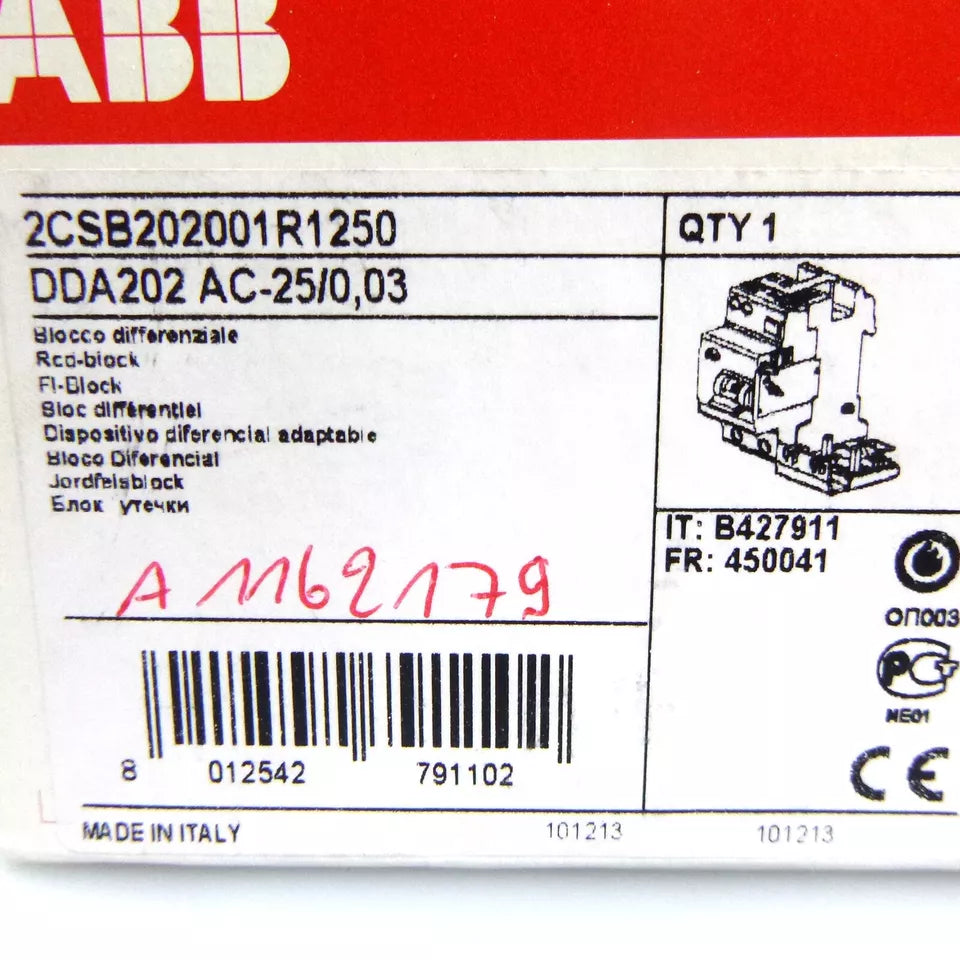 ABB
2CSB202001R1250
QTY 1
DDA202 AC-25/0,03
Blocco differenziale
Rcd-block
FI-Block
Bloc différentiel
Dispositivo diferencial adaptable
Bloco Diferencial
Jordfelsblock
Блок утечки
IT: B427911
FR: 450041
ОП003
A 1162179
РСТ
ME01
8 012542 791102
CE
MADE IN ITALY
101213
101213